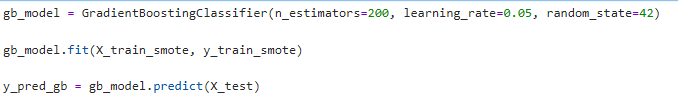 gb_model = GradientBoostingClassifier(n_estimators=200, learning_rate=0.05, random_state=42)
gb_model.fit(X_train_smote, y_train_smote)
y_pred_gb = gb_model.predict(X_test)